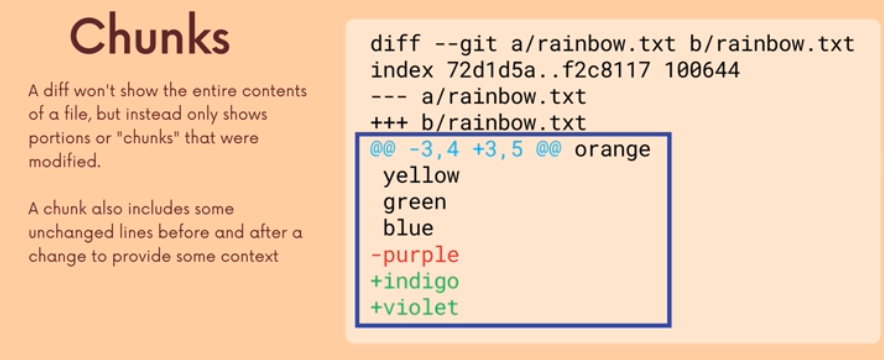 Chunks
A diff won't show the entire contents
of a file, but instead only shows
portions or "chunks" that were
modified.
A chunk also includes some
unchanged lines before and after a
change to provide some context
diff --git a/rainbow.txt b/rainbow.txt
index 72d1d5a..f2c8117 100644
--- a/rainbow.txt
+++ b/rainbow.txt
@@ -3,4 +3,5 @@ orange
 yellow
 green
 blue
-purple
+indigo
+violet